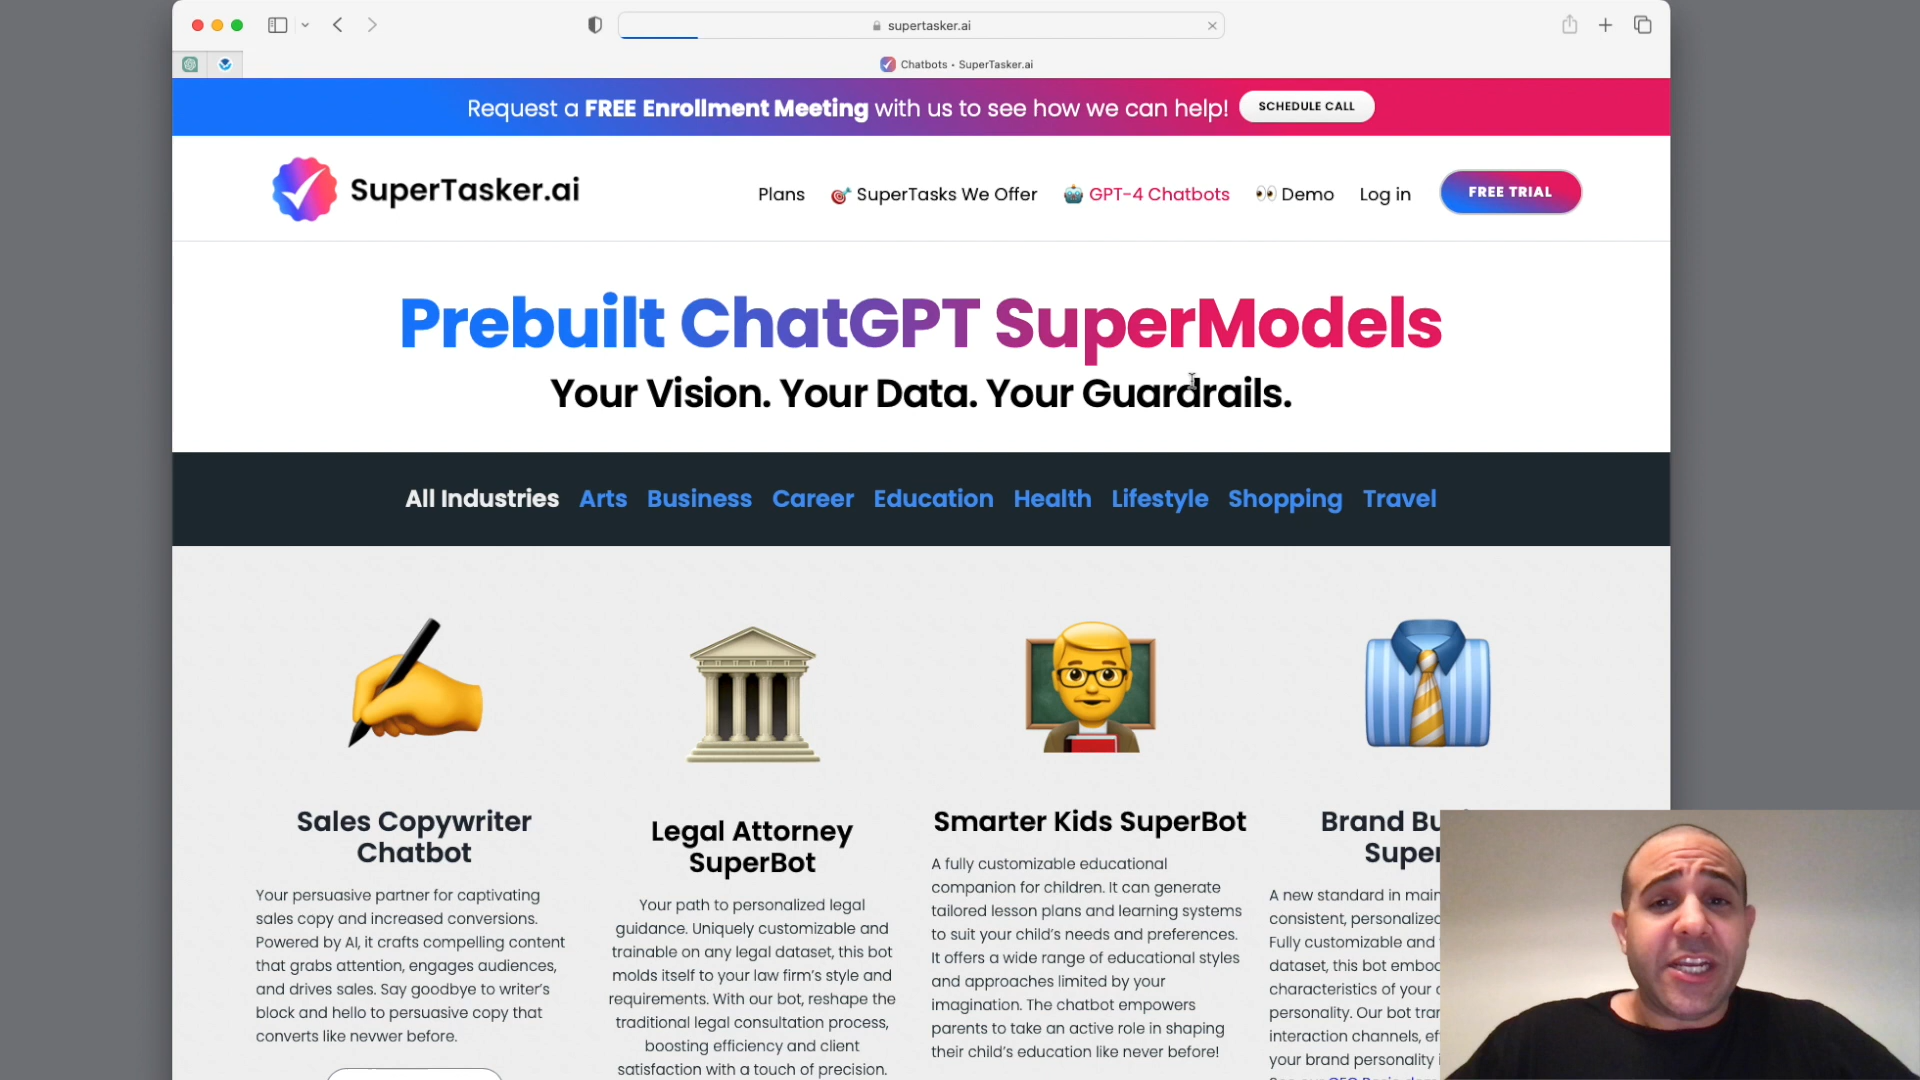 supertasker.ai
Chatbots • SuperTasker.ai
Request a FREE Enrollment Meeting with us to see how we can help! SCHEDULE CALL
SuperTasker.ai
Plans SuperTasks We Offer GPT-4 Chatbots Demo Log in FREE TRIAL
Prebuilt ChatGPT SuperModels
Your Vision. Your Data. Your Guardrails.
All Industries Arts Business Career Education Health Lifestyle Shopping Travel
Sales Copywriter
Chatbot
Your persuasive partner for captivating
sales copy and increased conversions.
Powered by AI, it crafts compelling content
that grabs attention, engages audiences,
and drives sales. Say goodbye to writer's
block and hello to persuasive copy that
converts like nevwer before.
Legal Attorney
SuperBot
Your path to personalized legal
guidance. Uniquely customizable and
trainable on any legal dataset, this bot
molds itself to your law firm's style and
requirements. With our bot, reshape the
traditional legal consultation process,
boosting efficiency and client
satisfaction with a touch of precision.
Smarter Kids SuperBot
A fully customizable educational
companion for children. It can generate
tailored lesson plans and learning systems
to suit your child's needs and preferences.
It offers a wide range of educational styles
and approaches limited by your
imagination. The chatbot empowers
parents to take an active role in shaping
their child's education like never before!
Brand
Super
A new standard in
consistent, personalized
Fully customizable and
dataset, this bot
characteristics of your
personality. Our bot
interaction channels,
your brand personality